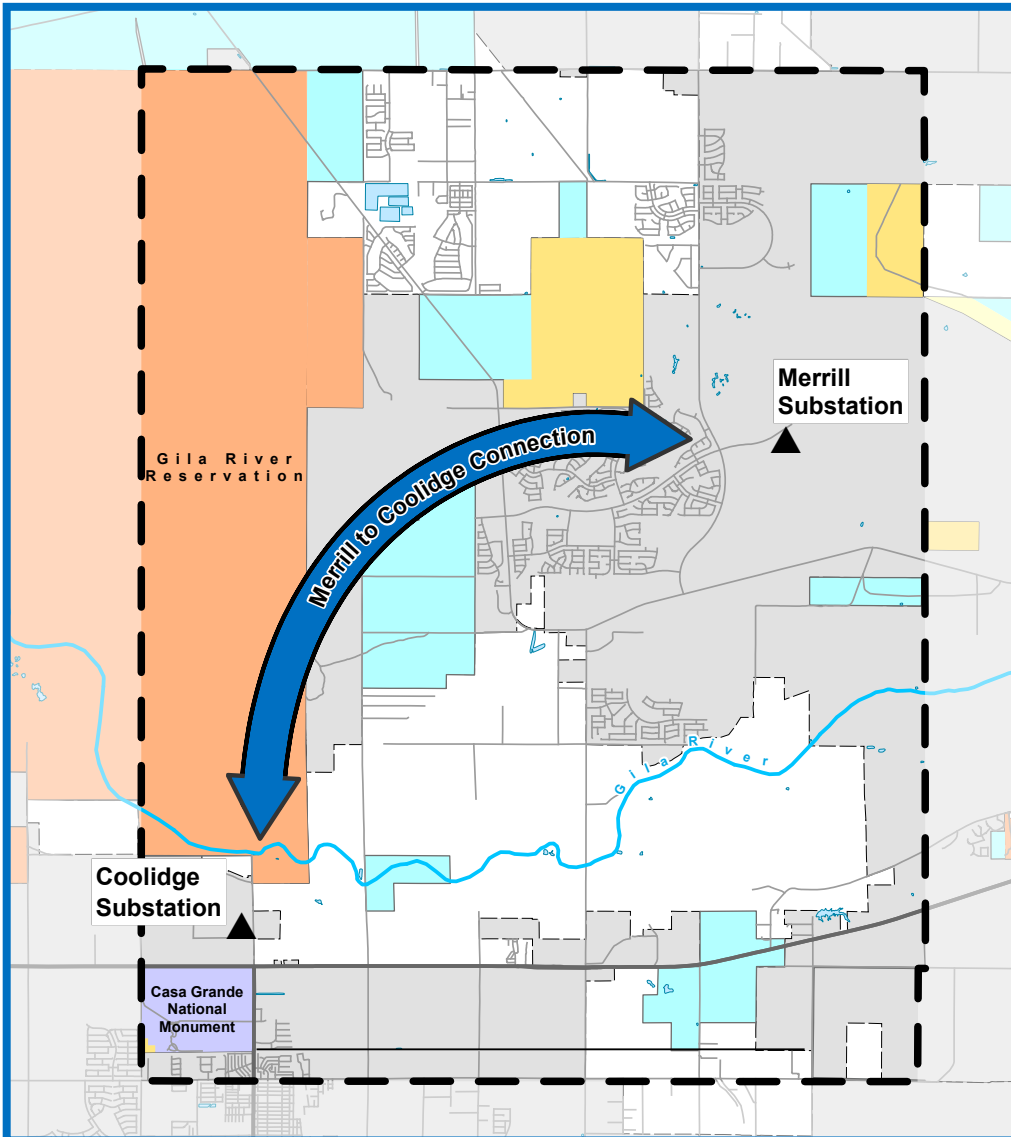 Merrill
Substation
Merrill to Coolidge Connection
Gila River
Reservation
Gila River
Coolidge
Substation
Casa Grande
National
Monument